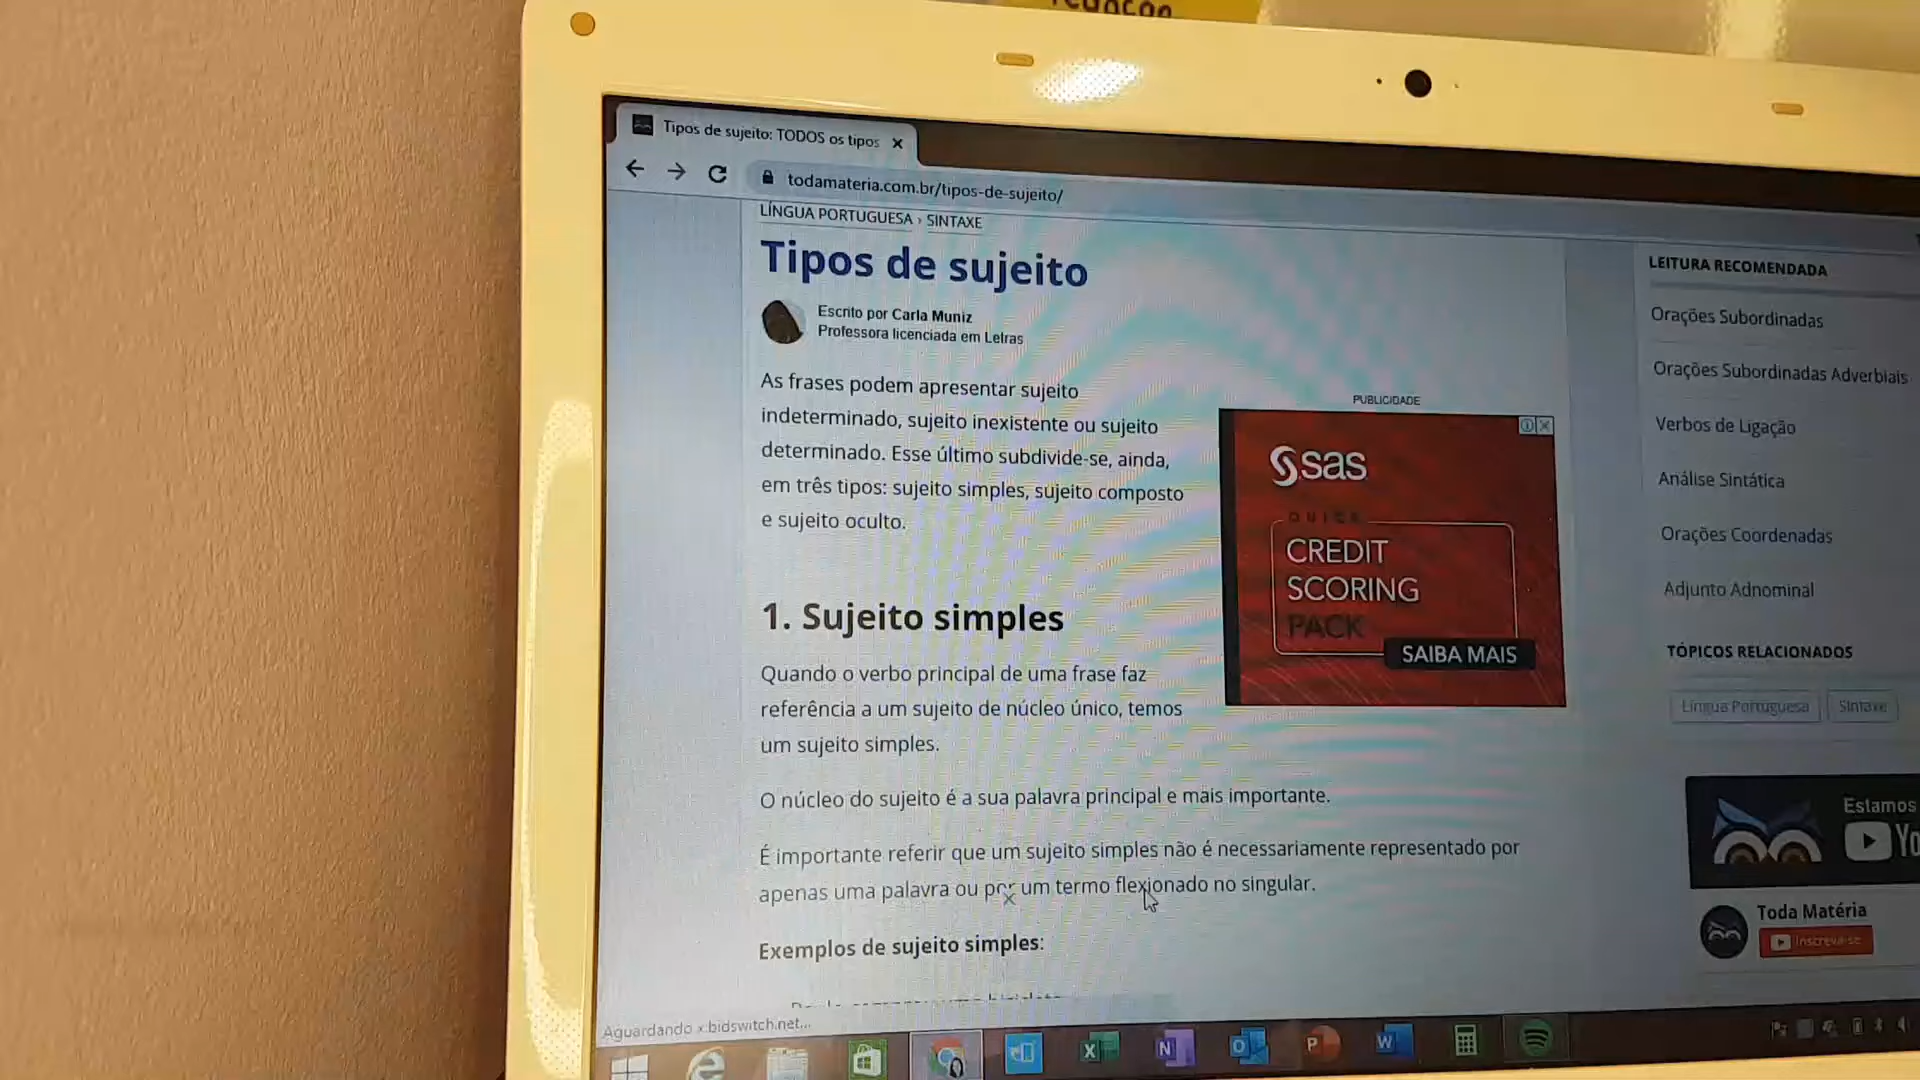 Tipos de sujeito: TODOS os tipos
todamateria.com.br/tipos-de-sujeito/
LÍNGUA PORTUGUESA › SINTAXE
Tipos de sujeito
Escrito por Carla Muniz
Professora licenciada em Letras
As frases podem apresentar sujeito
indeterminado, sujeito inexistente ou sujeito
determinado. Esse último subdivide-se, ainda,
em três tipos: sujeito simples, sujeito composto
e sujeito oculto.
PUBLICIDADE
sas
QUICK
CREDIT
SCORING
PACK
SAIBA MAIS
1. Sujeito simples
Quando o verbo principal de uma frase faz
referência a um sujeito de núcleo único, temos
um sujeito simples.
O núcleo do sujeito é a sua palavra principal e mais importante.
É importante referir que um sujeito simples não é necessariamente representado por
apenas uma palavra ou por um termo flexionado no singular.
Exemplos de sujeito simples:
Aguardando x.bidswitch.net...
LEITURA RECOMENDADA
Orações Subordinadas
Orações Subordinadas Adverbiais
Verbos de Ligação
Análise Sintática
Orações Coordenadas
Adjunto Adnominal
TÓPICOS RELACIONADOS
Língua Portuguesa
Sintaxe
Estamos
Yo
Toda Matéria
Inscreva-se